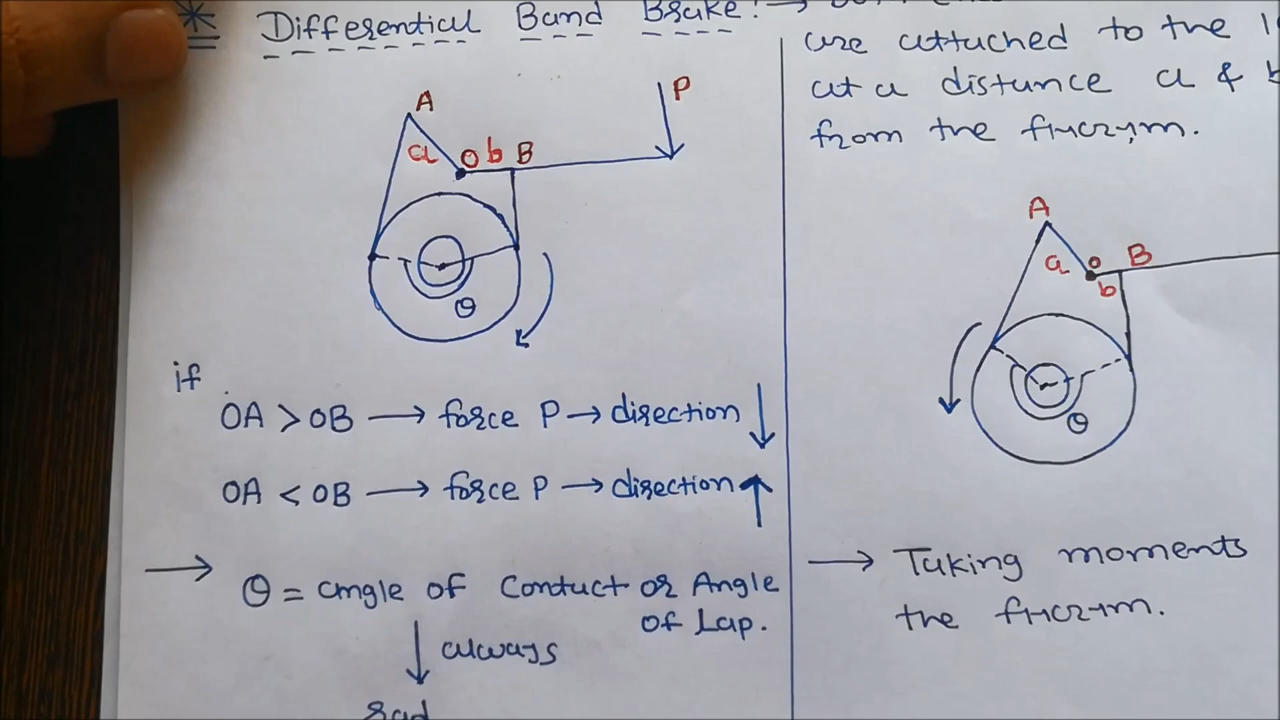 Differential Band Brake:→
A
P
a
O b B
θ
if
OA > OB → force P → direction ↓
OA < OB → force P → direction ↑
→ θ = angle of Contact or Angle
of Lap.
↓ always
rad
are attached to the
at a distance a & b
from the fulcrum.
A
a
O
B
b
θ
→ Taking moments
the fulcrum.